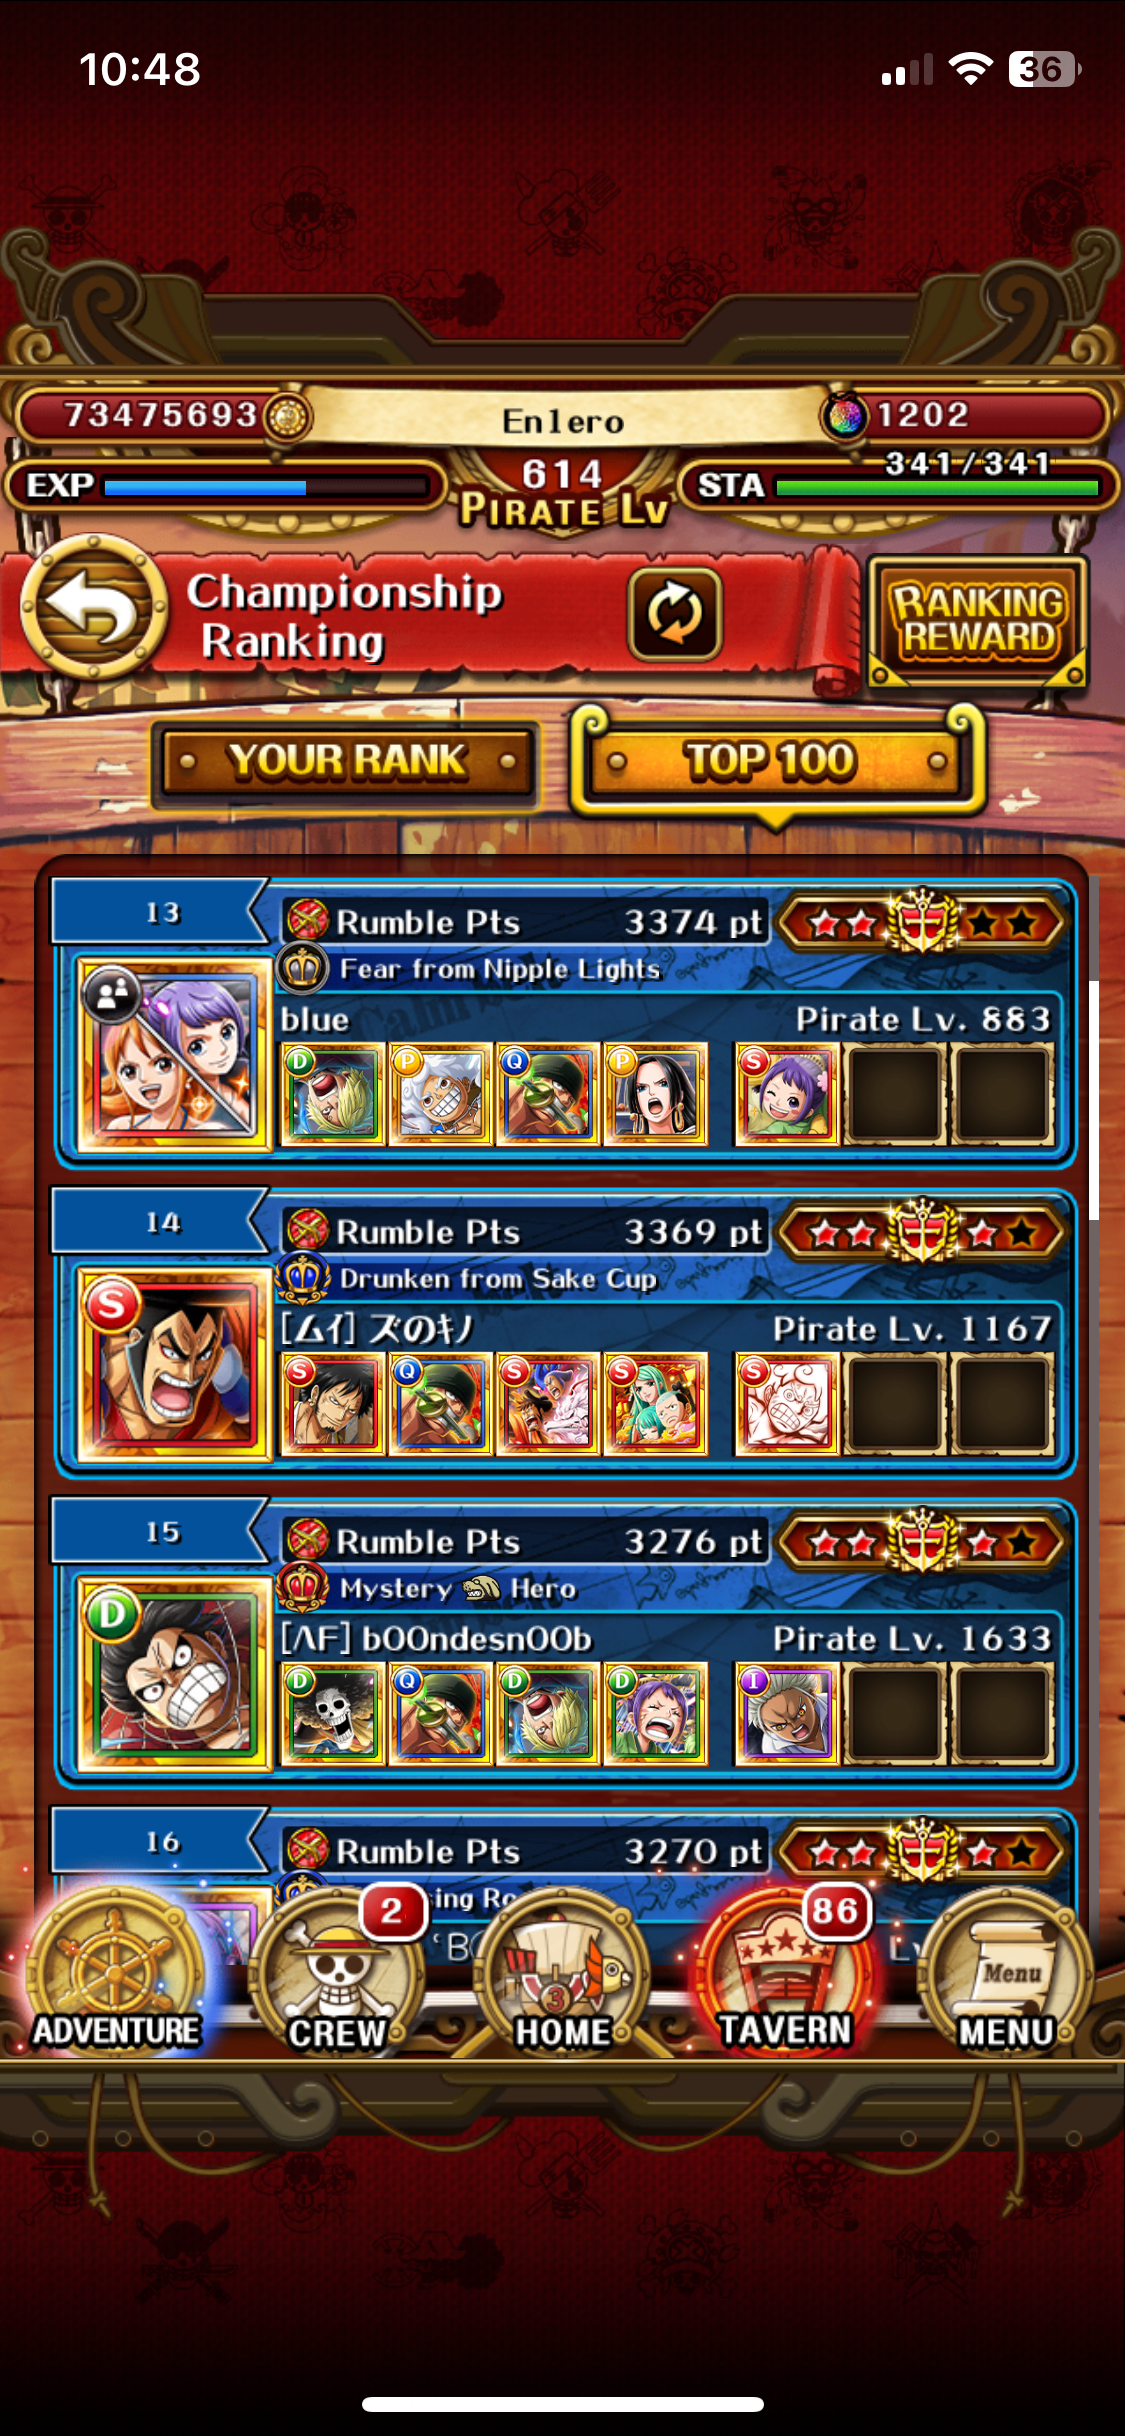 10:48
36
73475693
En1ero
1202
EXP
614
PIRATE Lv
STA
341/341
Championship
Ranking
RANKING
REWARD
YOUR RANK
TOP 100
13
Rumble Pts 3374 pt
Fear from Nipple Lights
blue
Pirate Lv. 883
D P Q P S
14
Rumble Pts 3369 pt
Drunken from Sake Cup
[ムイ] ズのキノ
Pirate Lv. 1167
S
S Q S S S
15
Rumble Pts 3276 pt
Mystery Hero
[ΛF] b00ndesn00b
Pirate Lv. 1633
D
D Q D D I
16
Rumble Pts 3270 pt
2
86
3
Menu
ADVENTURE
CREW
HOME
TAVERN
MENU